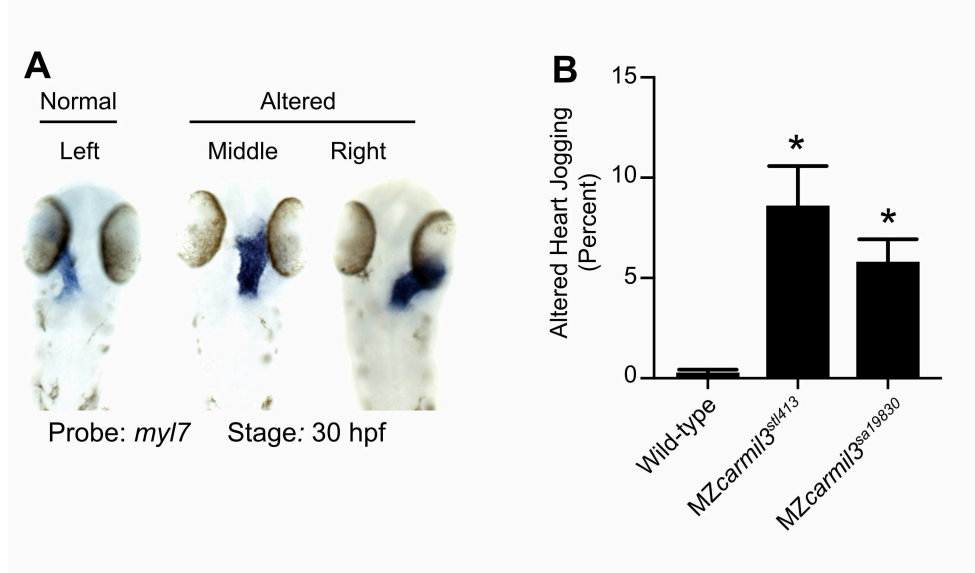 A
Normal
Altered
Left
Middle
Right
Probe: myl7
Stage: 30 hpf
B
Altered Heart Jogging
(Percent)
15
10
5
0
*
*
Wild-type
MZcarmil3stl413
MZcarmil3sa19830